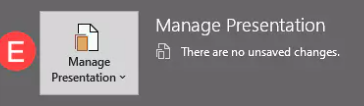 E
Manage
Presentation
Manage Presentation
There are no unsaved changes.